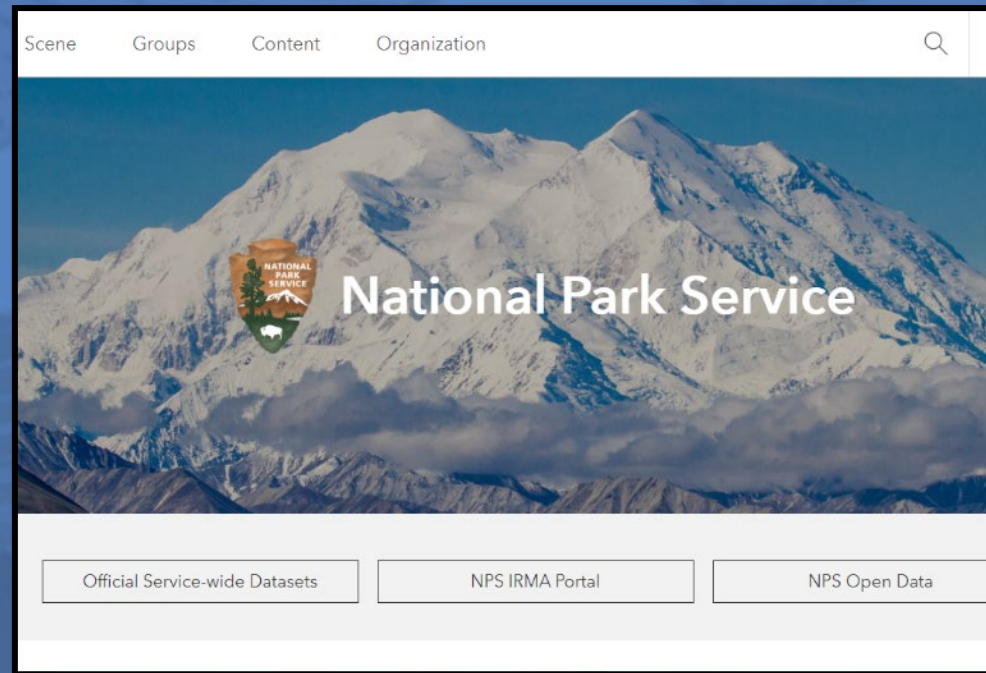 Scene Groups Content Organization
NATIONAL
PARK
SERVICE
National Park Service
Official Service-wide Datasets NPS IRMA Portal NPS Open Data